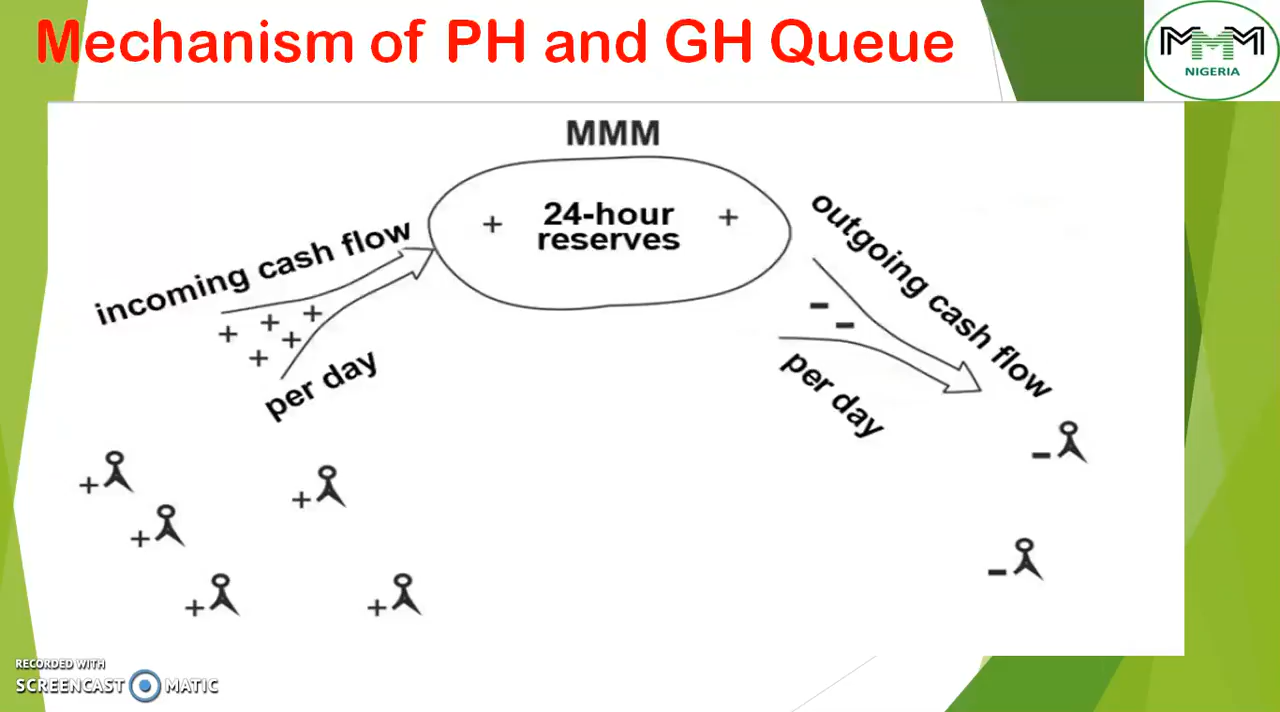 Mechanism of PH and GH Queue
MMM
NIGERIA
MMM
+ 24-hour +
reserves
incoming cash flow
+ + +
+ +
per day
outgoing cash flow
-
-
per day
+
+
+
+
+
-
-
RECORDED WITH
SCREENCAST MATIC